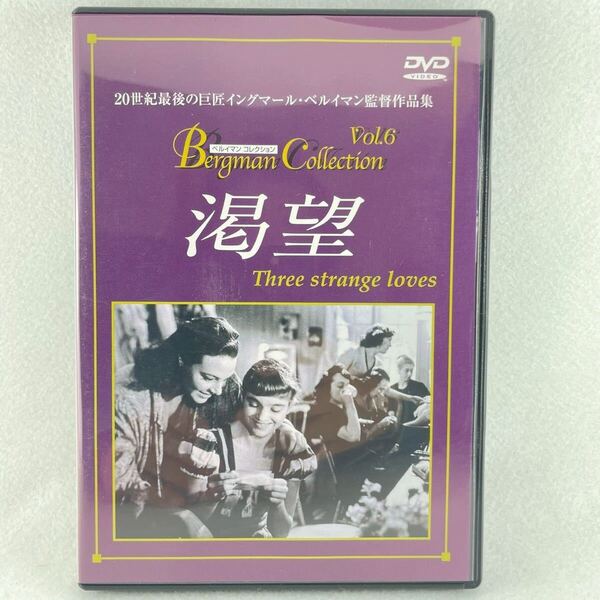 DVD
VIDEO
20世紀最後の巨匠イングマール・ベルイマン監督作品集
Vol.6
ベルイマン コレクション
Bergman Collection
渇望
Three strange loves